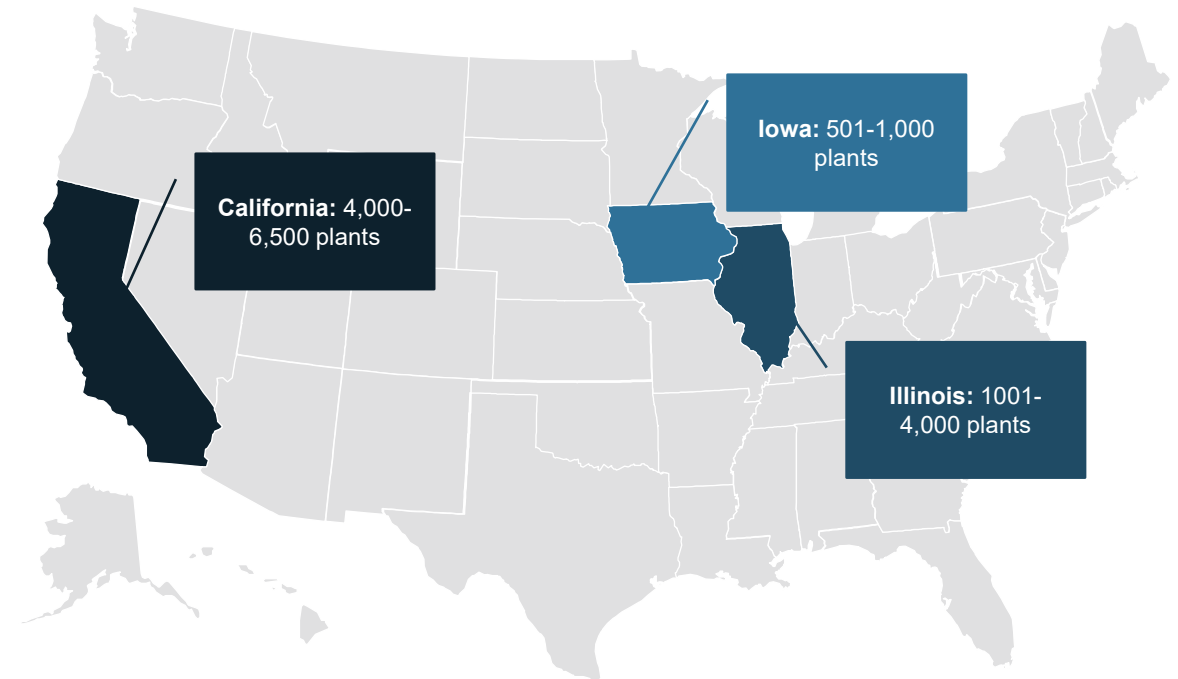 Iowa: 501-1,000
plants
California: 4,000-
6,500 plants
Illinois: 1001-
4,000 plants